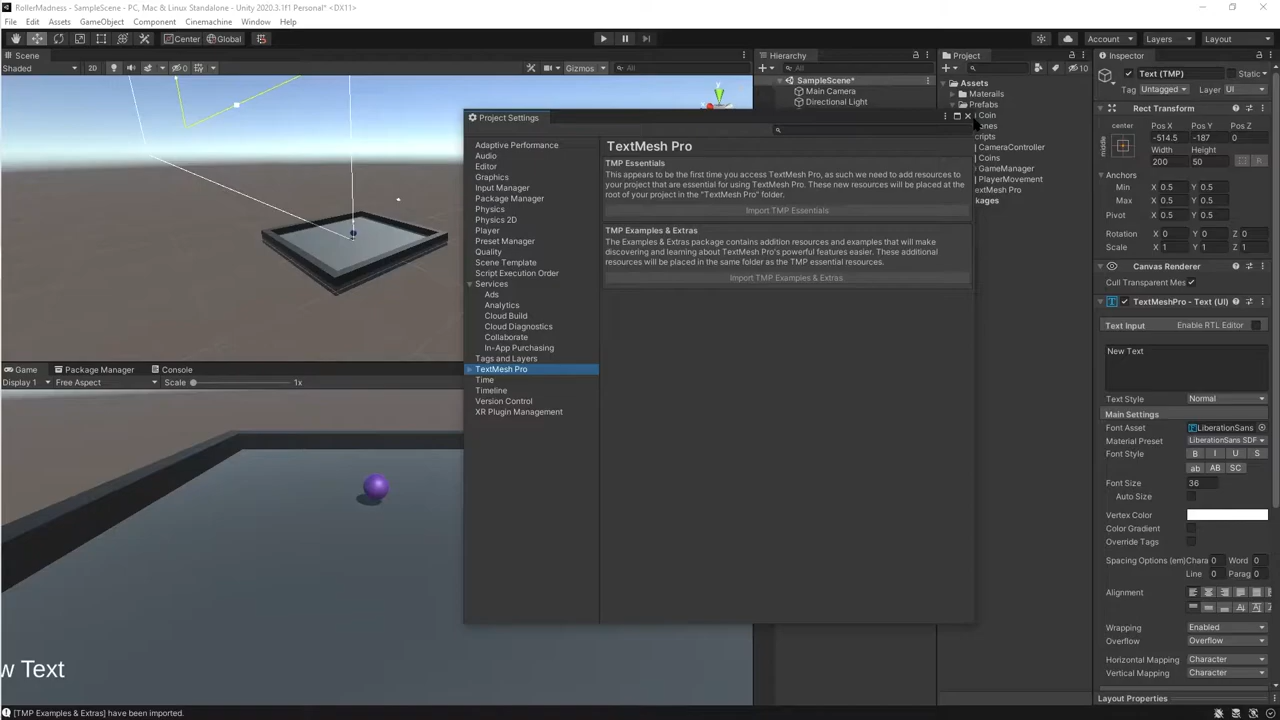 RollerMadness - SampleScene - PC, Mac & Linux Standalone - Unity 2020.3.1f1 Personal* <DX11>
File Edit Assets GameObject Component Cinemachine Window Help
Center Global
Account Layers Layout
Scene
Shaded 2D 0 Gizmos All
Hierarchy
All
SampleScene*
Main Camera
Directional Light
Project
10
Assets
Materails
Prefabs
Coin
ones
ripts
CameraController
Coins
GameManager
PlayerMovement
extMesh Pro
kages
Project Settings
Adaptive Performance
Audio
Editor
Graphics
Input Manager
Package Manager
Physics
Physics 2D
Player
Preset Manager
Quality
Scene Template
Script Execution Order
Services
Ads
Analytics
Cloud Build
Cloud Diagnostics
Collaborate
In-App Purchasing
Tags and Layers
TextMesh Pro
Time
Timeline
Version Control
XR Plugin Management
TextMesh Pro
TMP Essentials
This appears to be the first time you access TextMesh Pro, as such we need to add resources to
your project that are essential for using TextMesh Pro. These new resources will be placed at the
root of your project in the "TextMesh Pro" folder.
Import TMP Essentials
TMP Examples & Extras
The Examples & Extras package contains addition resources and examples that will make
discovering and learning about TextMesh Pro's powerful features easier. These additional
resources will be placed in the same folder as the TMP essential resources.
Import TMP Examples & Extras
Game Package Manager Console
Display 1 Free Aspect Scale 1x
w Text
Inspector
Text (TMP) Static
Tag Untagged Layer UI
Rect Transform
center
middle
Pos X Pos Y Pos Z
-514.5 -187 0
Width Height
200 50
R
Anchors
Min X 0.5 Y 0.5
Max X 0.5 Y 0.5
Pivot X 0.5 Y 0.5
Rotation X 0 Y 0 Z 0
Scale X 1 Y 1 Z 1
Canvas Renderer
Cull Transparent Mes
TextMeshPro - Text (UI)
Text Input Enable RTL Editor
New Text
Text Style Normal
Main Settings
Font Asset LiberationSans
Material Preset LiberationSans SDF
Font Style B I U S
ab AB SC
Font Size 36
Auto Size
Vertex Color
Color Gradient
Override Tags
Spacing Options (em) Chara 0 Word 0
Line 0 Parag 0
Alignment
Wrapping Enabled
Overflow Overflow
Horizontal Mapping Character
Vertical Mapping Character
Layout Properties
[TMP Examples & Extras] have been imported.